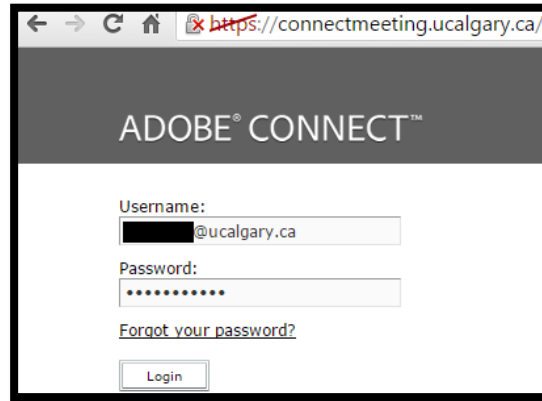 https://connectmeeting.ucalgary.ca/
ADOBE® CONNECT™
Username:
@ucalgary.ca
Password:
•••••••••••
Forgot your password?
Login